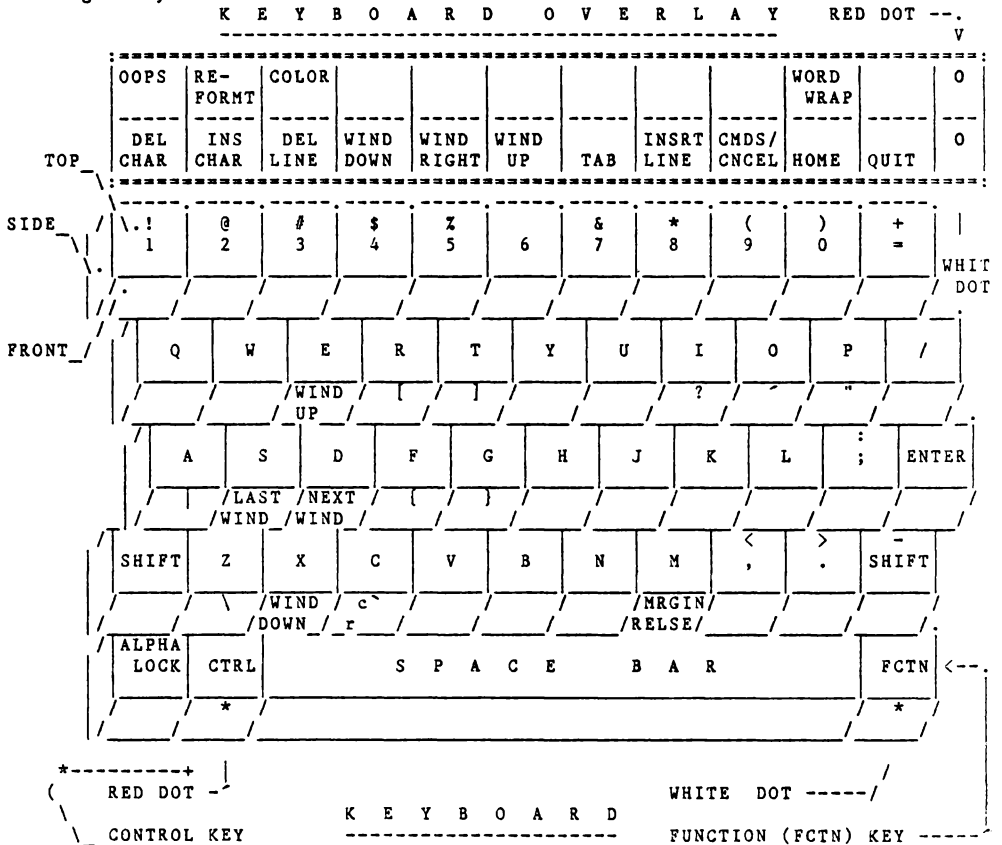 K E Y B O A R D O V E R L A Y RED DOT --.
V
OOPS RE- COLOR WORD O
FORMT WRAP
DEL INS DEL WIND WIND WIND INSRT CMDS/ O
TOP CHAR CHAR LINE DOWN RIGHT UP TAB LINE CNCEL HOME QUIT
! @ # $ % & * ( ) +
SIDE 1 2 3 4 5 6 7 8 9 0 =
WHIT
DOT
FRONT Q W E R T Y U I O P /
WIND [ ] ? ´ "
UP
:
A S D F G H J K L ; ENTER
| LAST NEXT { }
WIND WIND
< > -
SHIFT Z X C V B N M , . SHIFT
\ WIND c` MRGIN
DOWN r RELSE
ALPHA
LOCK CTRL S P A C E B A R FCTN <--.
* *
*----------+
RED DOT WHITE DOT -----/
K E Y B O A R D
CONTROL KEY FUNCTION (FCTN) KEY -----